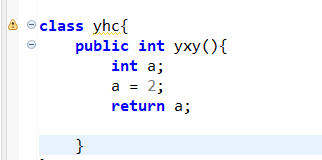 class yhc{
    public int yxy(){
        int a;
        a = 2;
        return a;

    }